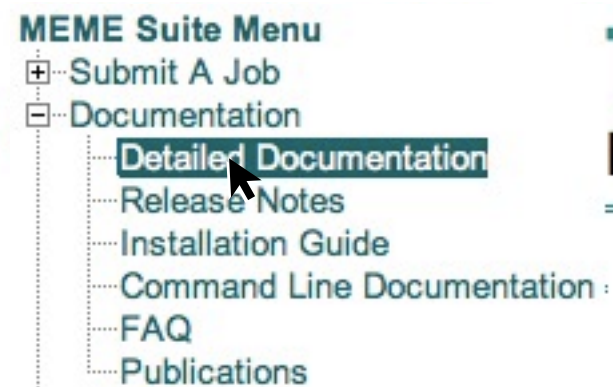 MEME Suite Menu
Submit A Job
Documentation
Detailed Documentation
Release Notes
Installation Guide
Command Line Documentation
FAQ
Publications